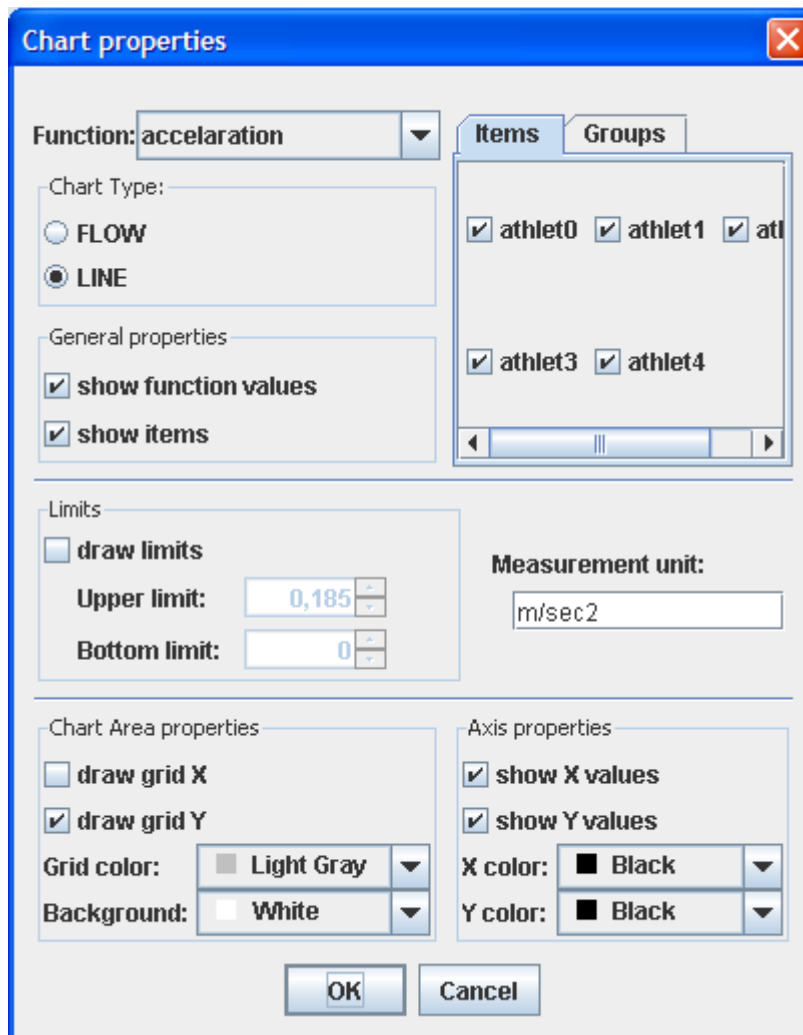 Chart properties
Function: accelaration
Items Groups
Chart Type:
FLOW
LINE
athlet0 athlet1
athlet3 athlet4
General properties
show function values
show items
Limits
draw limits
Upper limit: 0,185
Bottom limit: 0
Measurement unit:
m/sec2
Chart Area properties
draw grid X
draw grid Y
Grid color: Light Gray
Background: White
Axis properties
show X values
show Y values
X color: Black
Y color: Black
OK Cancel